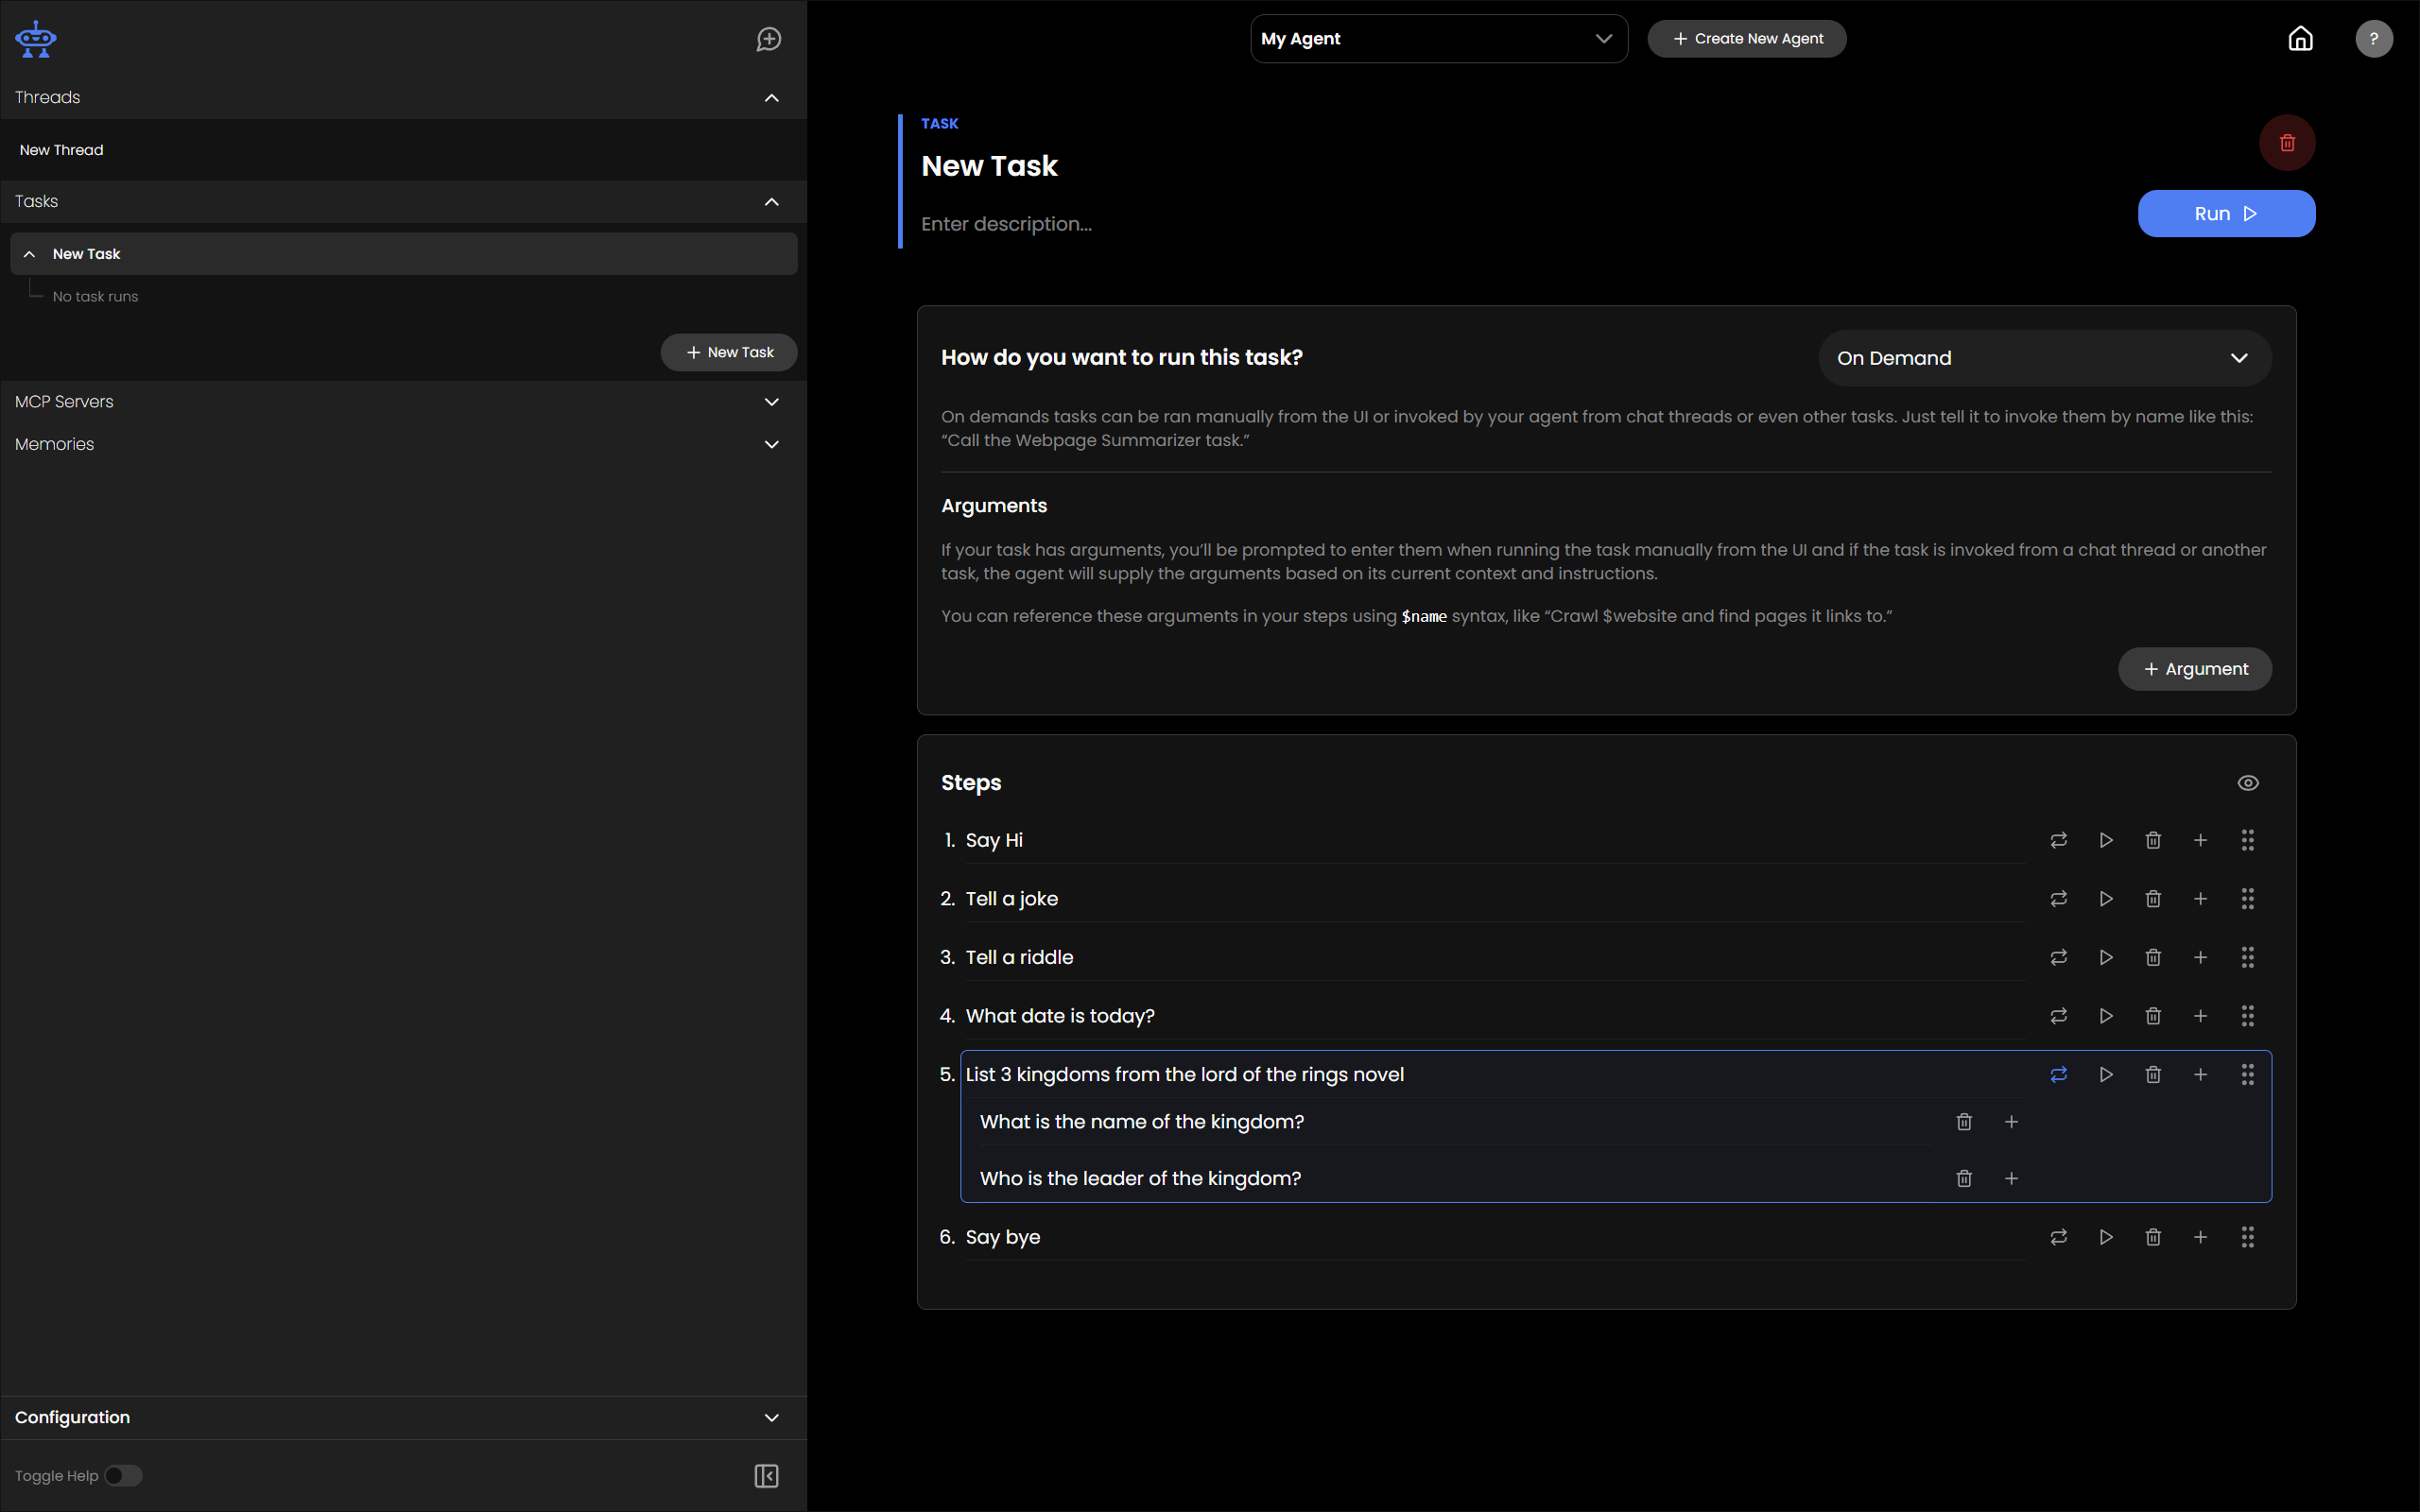 My Agent
+ Create New Agent
?
Threads
New Thread
Tasks
New Task
No task runs
+ New Task
MCP Servers
Memories
Configuration
Toggle Help
TASK
New Task
Enter description...
Run
How do you want to run this task?
On Demand
On demands tasks can be ran manually from the UI or invoked by your agent from chat threads or even other tasks. Just tell it to invoke them by name like this:
“Call the Webpage Summarizer task.”
Arguments
If your task has arguments, you’ll be prompted to enter them when running the task manually from the UI and if the task is invoked from a chat thread or another
task, the agent will supply the arguments based on its current context and instructions.
You can reference these arguments in your steps using $name syntax, like “Crawl $website and find pages it links to.”
+ Argument
Steps
1. Say Hi
2. Tell a joke
3. Tell a riddle
4. What date is today?
5. List 3 kingdoms from the lord of the rings novel
What is the name of the kingdom?
Who is the leader of the kingdom?
6. Say bye